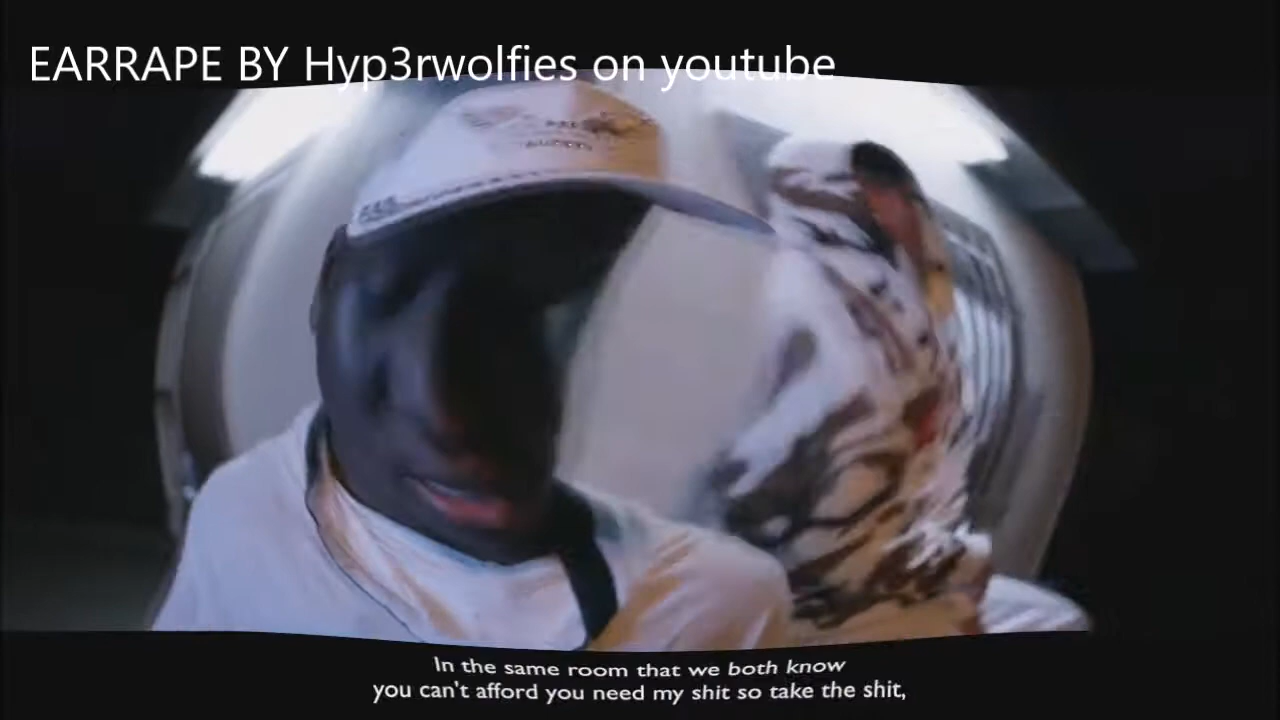 EARRAPE BY Hyp3rwolfies on youtube
In the same room that we both know
you can't afford you need my shit so take the shit,